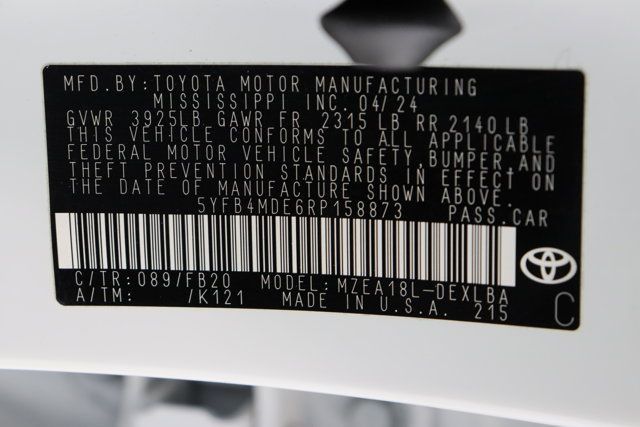 MFD. BY: TOYOTA MOTOR MANUFACTURING
MISSISSIPPI INC. 04/24
GVWR 3925LB GAWR FR 2315 LB RR 2140 LB
THIS VEHICLE CONFORMS TO ALL APPLICABLE
FEDERAL MOTOR VEHICLE SAFETY, BUMPER, AND
THEFT PREVENTION STANDARDS IN EFFECT ON
THE DATE OF MANUFACTURE SHOWN ABOVE.
5YFB4MDE6RP158873 PASS.CAR
C/TR: 089/FB20 MODEL: MZEA18L-DEXLBA
A/TM: /K121 MADE IN U.S.A. 215
C